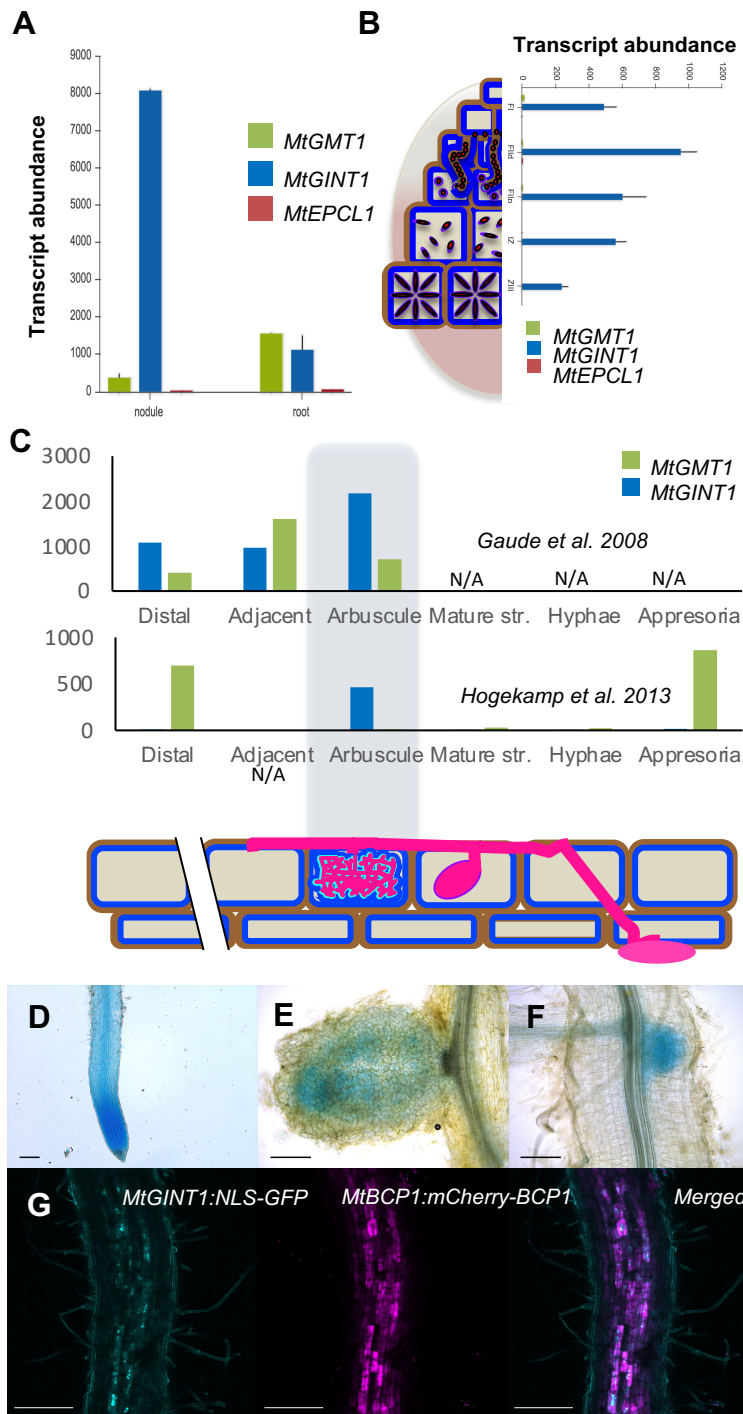 A
Transcript abundance
9000
8000
7000
6000
5000
4000
3000
2000
1000
0
nodule
root
MtGMT1
MtGINT1
MtEPCL1
B
Transcript abundance
0
200
400
600
800
1000
1200
FI
FIId
FIIp
IZ
ZIII
MtGMT1
MtGINT1
MtEPCL1
C
3000
2000
1000
0
MtGMT1
MtGINT1
Gaude et al. 2008
N/A N/A N/A
Distal Adjacent Arbuscule Mature str. Hyphae Appresoria
1000
500
0
Hogekamp et al. 2013
Distal Adjacent Arbuscule Mature str. Hyphae Appresoria
N/A
D E F
G MtGINT1:NLS-GFP MtBCP1:mCherry-BCP1 Merged